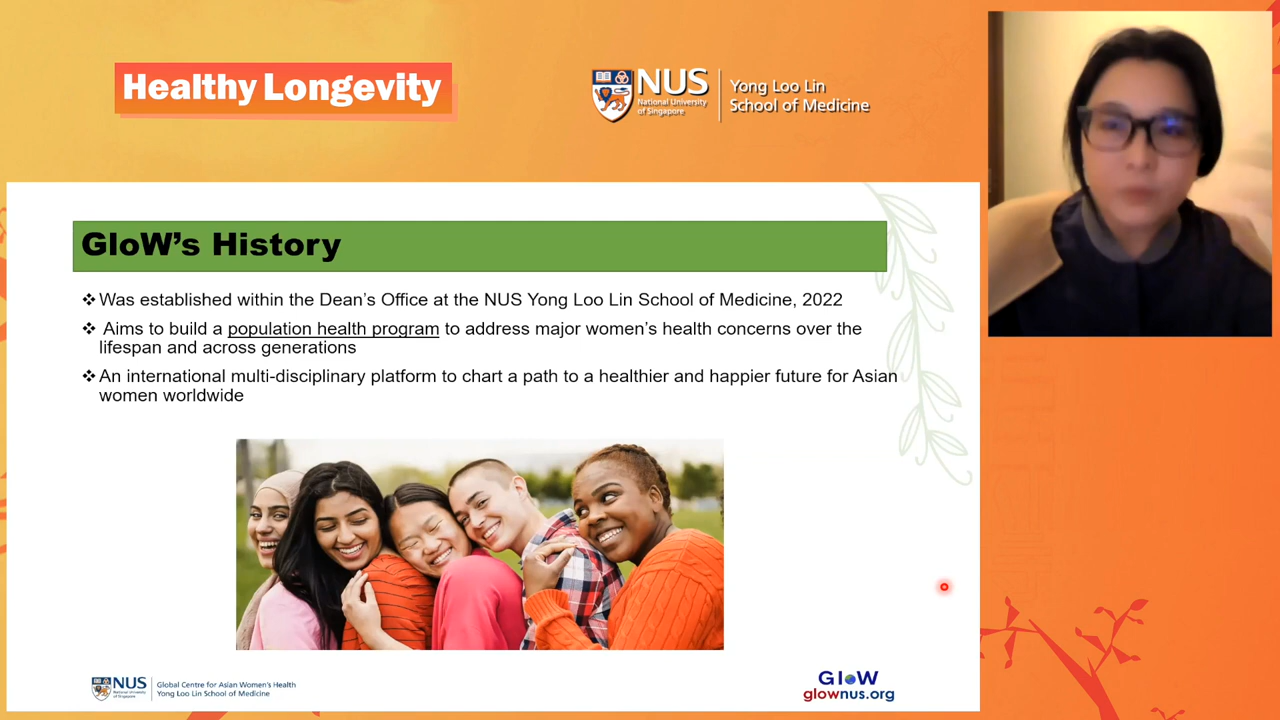 Healthy Longevity
NUS
National University
of Singapore
Yong Loo Lin
School of Medicine
GloW's History
❖ Was established within the Dean's Office at the NUS Yong Loo Lin School of Medicine, 2022
❖ Aims to build a population health program to address major women's health concerns over the
lifespan and across generations
❖ An international multi-disciplinary platform to chart a path to a healthier and happier future for Asian
women worldwide
NUS
National University
of Singapore
Global Centre for Asian Women's Health
Yong Loo Lin School of Medicine
GloW
glownus.org